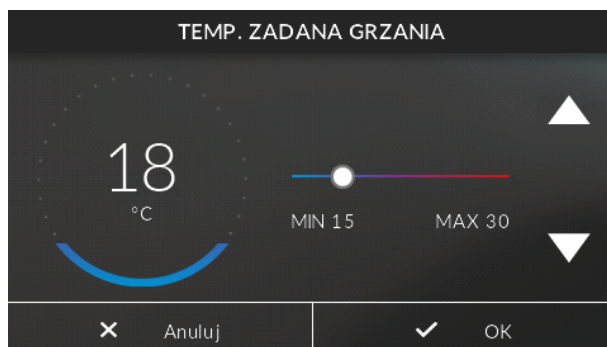 TEMP. ZADANA GRZANIA
18
°C
MIN 15 MAX 30
Anuluj OK